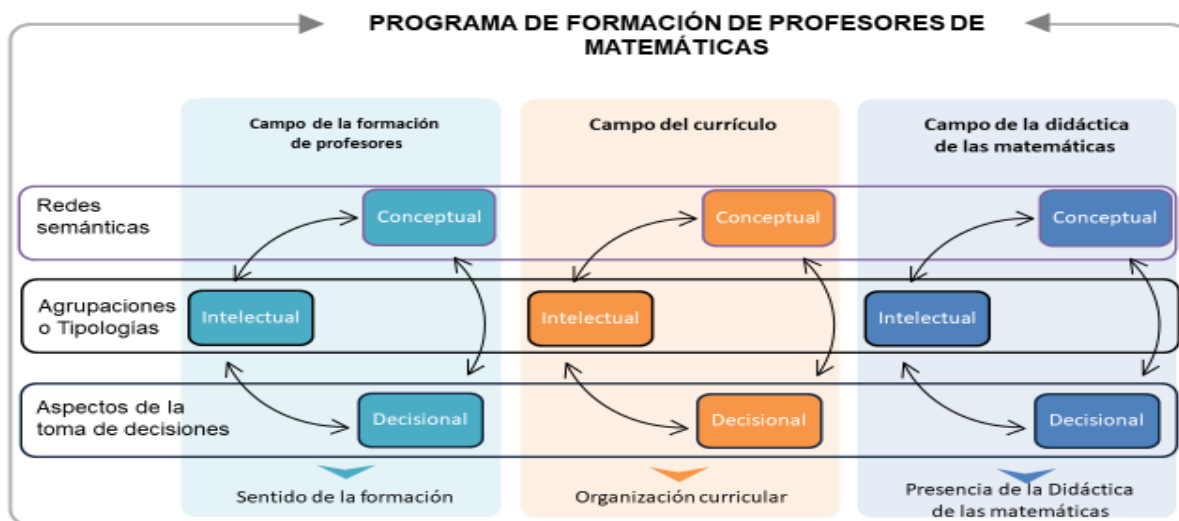 PROGRAMA DE FORMACIÓN DE PROFESORES DE
MATEMÁTICAS
Campo de la formación
de profesores
Campo del currículo
Campo de la didáctica
de las matemáticas
Redes
semánticas
Conceptual
Conceptual
Conceptual
Agrupaciones
o Tipologías
Intelectual
Intelectual
Intelectual
Aspectos de la
toma de decisiones
Decisional
Decisional
Decisional
Sentido de la formación
Organización curricular
Presencia de la Didáctica
de las matemáticas